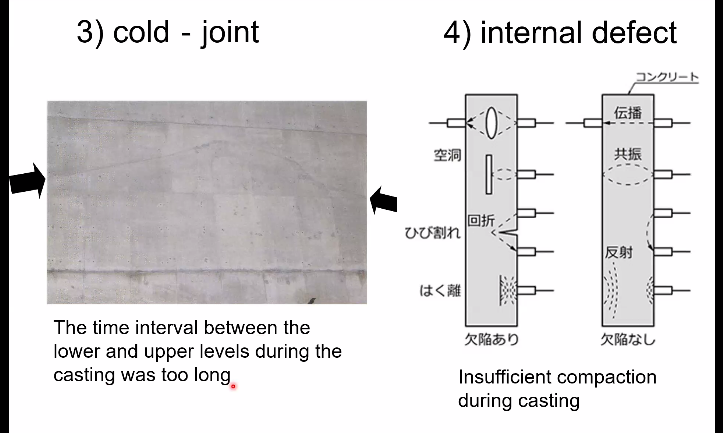 3) cold - joint
The time interval between the
lower and upper levels during the
casting was too long
4) internal defect
コンクリート
伝播
空洞
共振
回折
ひび割れ
反射
はく離
欠陥あり
欠陥なし
Insufficient compaction
during casting